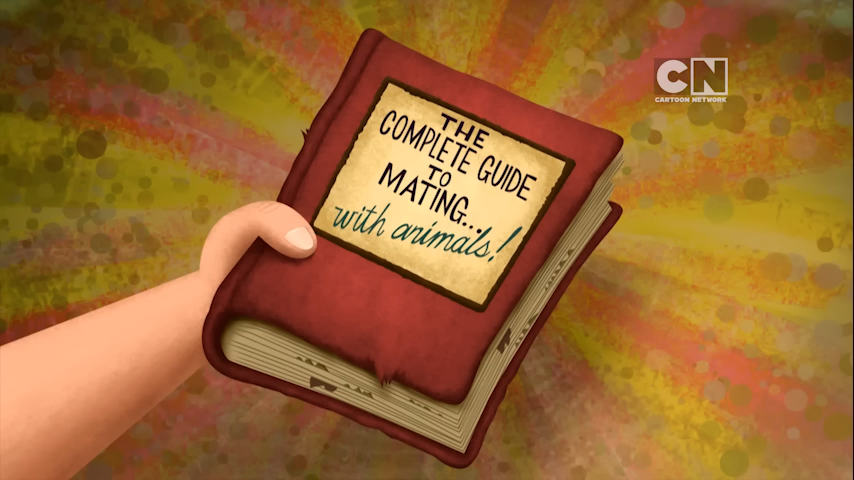 THE
COMPLETE GUIDE
TO
MATING...
with animals!
CN
CARTOON NETWORK